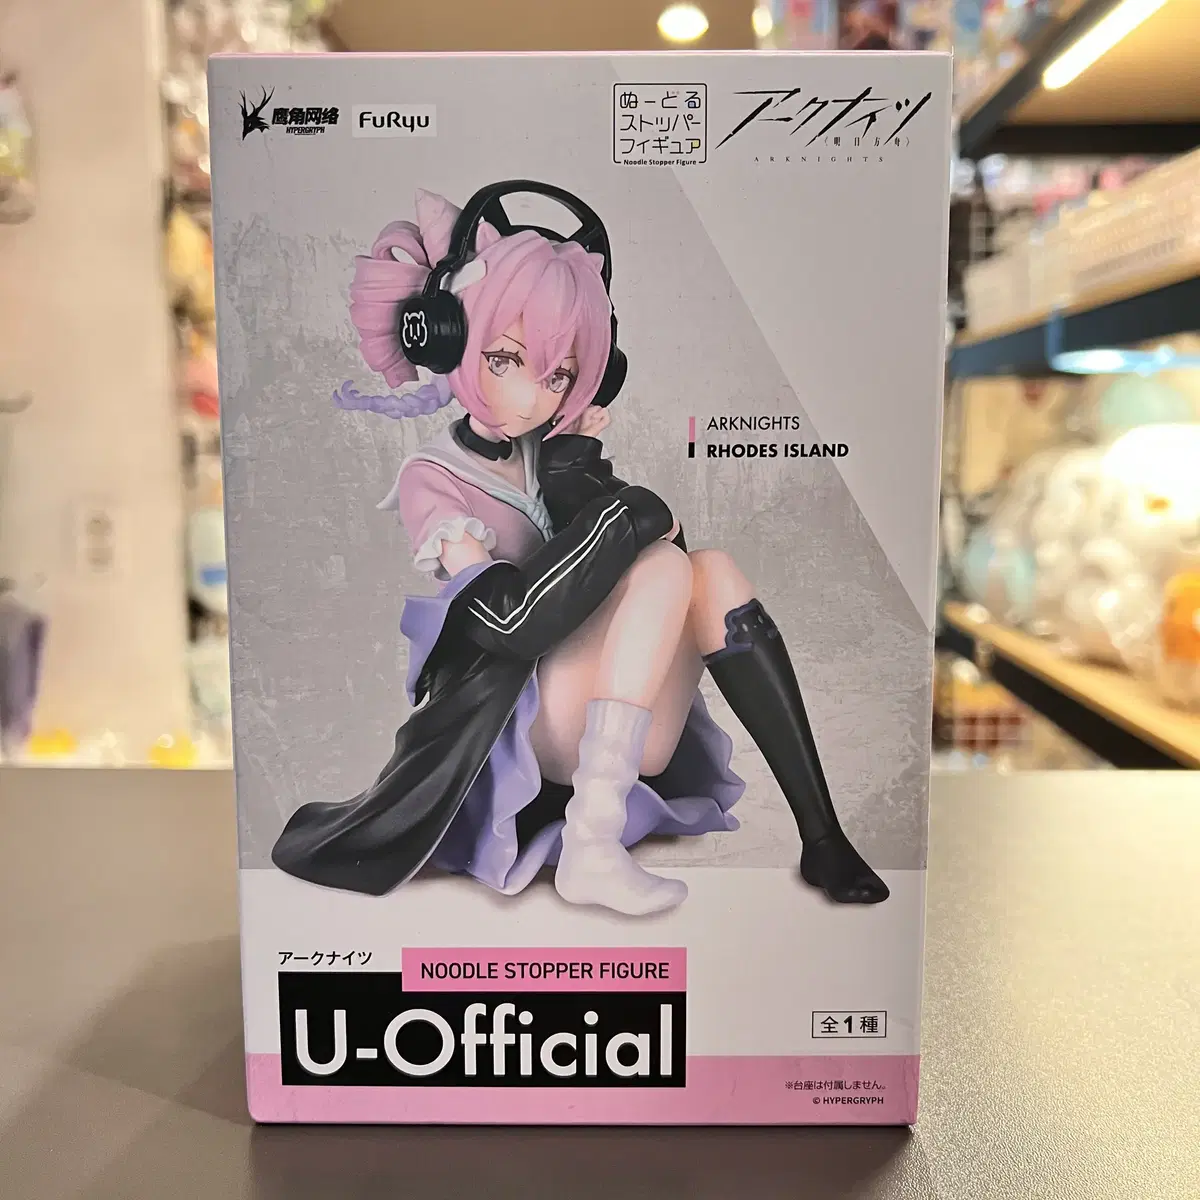 鷹角网络
HYPERGRYPH
FuRyu
ぬーどる
ストッパー
フィギュア
Noodle Stopper Figure
アークナイツ
〈明日方舟〉
ARKNIGHTS
ARKNIGHTS
RHODES ISLAND
アークナイツ
NOODLE STOPPER FIGURE
U-Official
全1種
※台座は付属しません。
© HYPERGRYPH